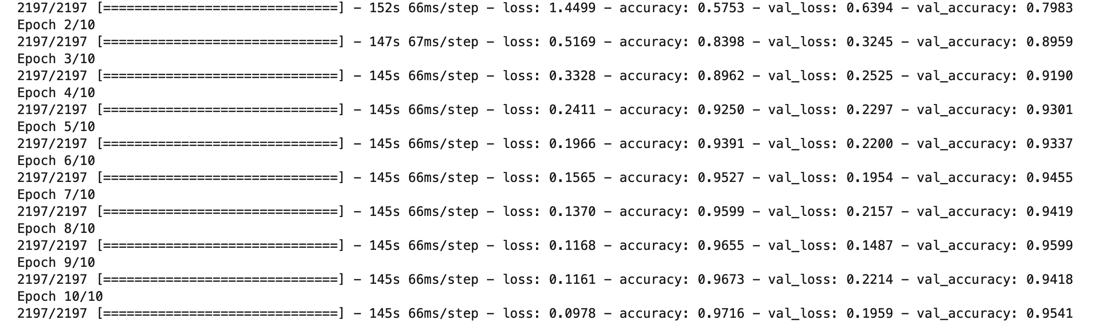 2197/2197 [==============================] - 152s 66ms/step - loss: 1.4499 - accuracy: 0.5753 - val_loss: 0.6394 - val_accuracy: 0.7983
Epoch 2/10
2197/2197 [==============================] - 147s 67ms/step - loss: 0.5169 - accuracy: 0.8398 - val_loss: 0.3245 - val_accuracy: 0.8959
Epoch 3/10
2197/2197 [==============================] - 145s 66ms/step - loss: 0.3328 - accuracy: 0.8962 - val_loss: 0.2525 - val_accuracy: 0.9190
Epoch 4/10
2197/2197 [==============================] - 145s 66ms/step - loss: 0.2411 - accuracy: 0.9250 - val_loss: 0.2297 - val_accuracy: 0.9301
Epoch 5/10
2197/2197 [==============================] - 145s 66ms/step - loss: 0.1966 - accuracy: 0.9391 - val_loss: 0.2200 - val_accuracy: 0.9337
Epoch 6/10
2197/2197 [==============================] - 145s 66ms/step - loss: 0.1565 - accuracy: 0.9527 - val_loss: 0.1954 - val_accuracy: 0.9455
Epoch 7/10
2197/2197 [==============================] - 145s 66ms/step - loss: 0.1370 - accuracy: 0.9599 - val_loss: 0.2157 - val_accuracy: 0.9419
Epoch 8/10
2197/2197 [==============================] - 145s 66ms/step - loss: 0.1168 - accuracy: 0.9655 - val_loss: 0.1487 - val_accuracy: 0.9599
Epoch 9/10
2197/2197 [==============================] - 145s 66ms/step - loss: 0.1161 - accuracy: 0.9673 - val_loss: 0.2214 - val_accuracy: 0.9418
Epoch 10/10
2197/2197 [==============================] - 145s 66ms/step - loss: 0.0978 - accuracy: 0.9716 - val_loss: 0.1959 - val_accuracy: 0.9541